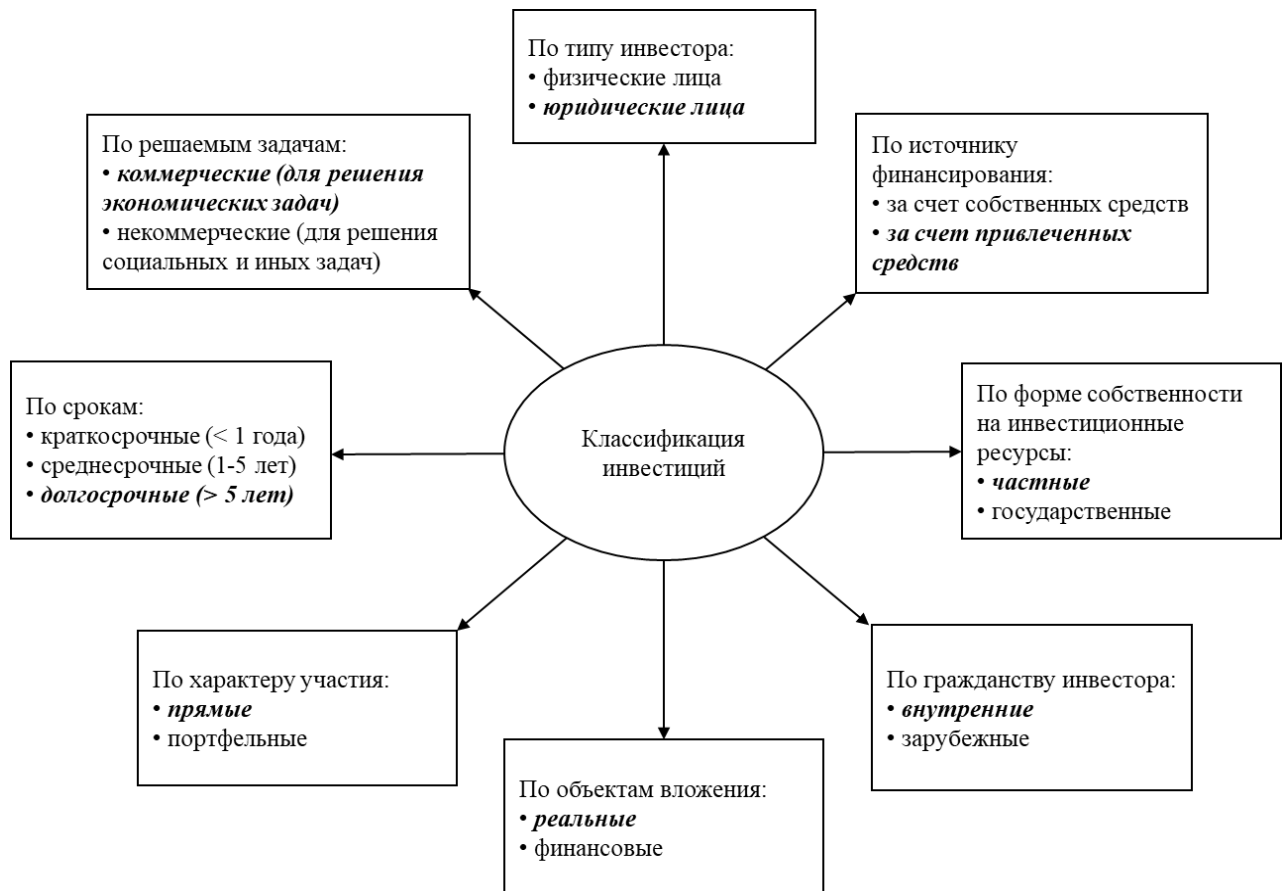 По типу инвестора:
• физические лица
• юридические лица
По решаемым задачам:
• коммерческие (для решения
экономических задач)
• некоммерческие (для решения
социальных и иных задач)
По источнику
финансирования:
• за счет собственных средств
• за счет привлеченных
средств
По срокам:
• краткосрочные (< 1 года)
• среднесрочные (1-5 лет)
• долгосрочные (> 5 лет)
Классификация
инвестиций
По форме собственности
на инвестиционные
ресурсы:
• частные
• государственные
По характеру участия:
• прямые
• портфельные
По гражданству инвестора:
• внутренние
• зарубежные
По объектам вложения:
• реальные
• финансовые